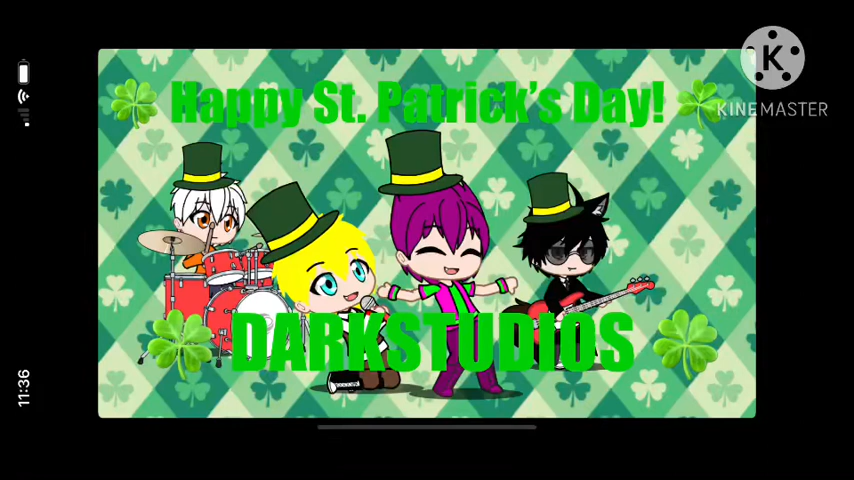 Happy St. Patrick's Day!
K
KINEMASTER
DARKSTUDIOS
11:36